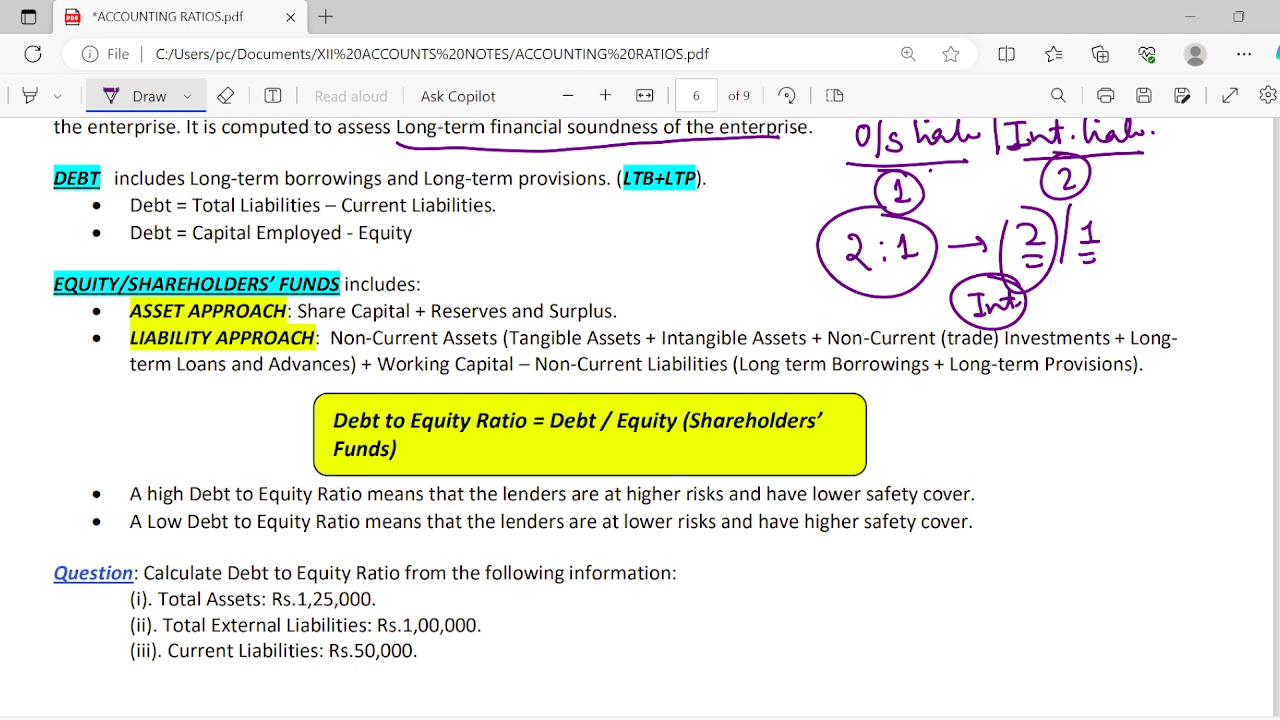 *ACCOUNTING RATIOS.pdf
File C:/Users/pc/Documents/XII%20ACCOUNTS%20NOTES/ACCOUNTING%20RATIOS.pdf
Draw Read aloud Ask Copilot 6 of 9
the enterprise. It is computed to assess Long-term financial soundness of the enterprise.
O/s liab | Int. liab.
1 2
2 : 1 → 2 / 1
Int.
DEBT includes Long-term borrowings and Long-term provisions. (LTB+LTP).
• Debt = Total Liabilities – Current Liabilities.
• Debt = Capital Employed - Equity
EQUITY/SHAREHOLDERS’ FUNDS includes:
• ASSET APPROACH: Share Capital + Reserves and Surplus.
• LIABILITY APPROACH: Non-Current Assets (Tangible Assets + Intangible Assets + Non-Current (trade) Investments + Long-
term Loans and Advances) + Working Capital – Non-Current Liabilities (Long term Borrowings + Long-term Provisions).
Debt to Equity Ratio = Debt / Equity (Shareholders’
Funds)
• A high Debt to Equity Ratio means that the lenders are at higher risks and have lower safety cover.
• A Low Debt to Equity Ratio means that the lenders are at lower risks and have higher safety cover.
Question: Calculate Debt to Equity Ratio from the following information:
(i). Total Assets: Rs.1,25,000.
(ii). Total External Liabilities: Rs.1,00,000.
(iii). Current Liabilities: Rs.50,000.